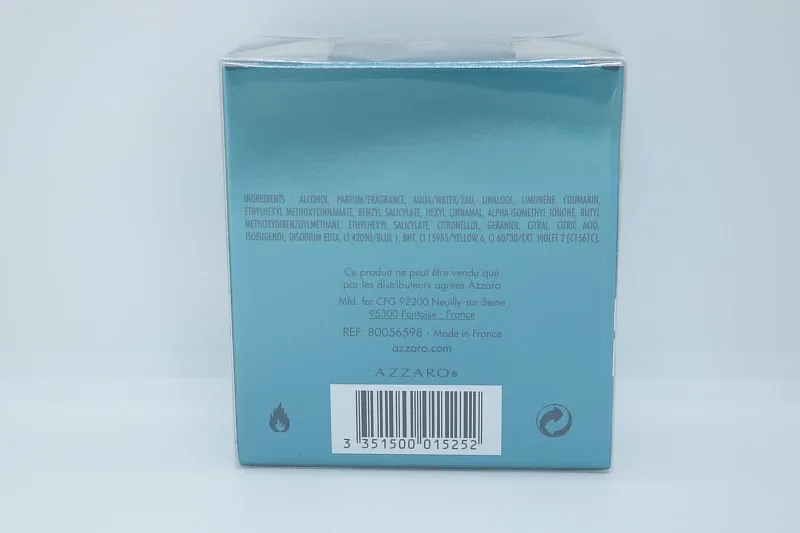 INGREDIENTS ALCOHOL, PARFUM/FRAGRANCE, AQUA/WATER/EAU, LINALOOL, LIMONENE COUMARIN,
ETHYLHEXYL METHOXYCINNAMATE, BENZYL SALICYLATE, HEXYL CINNAMAL, ALPHA-ISOMETHYL IONONE, BUTYL
METHOXYDIBENZOYLMETHANE, ETHYLHEXYL SALICYLATE, CITRONELLOL, GERANIOL, CITRAL, CITRIC ACID,
ISOEUGENOL, DISODIUM EDTA, CI 42090/BLUE 1, BHT, CI 15985/YELLOW 6, CI 60730/EXT. VIOLET 2 [C156TC].
Ce produit ne peut être vendu que
par les distributeurs agréés Azzaro
Mfd. for CFG 92200 Neuilly-sur-Seine
95300 Pontoise - France
REF. 80056598 - Made in France
azzaro.com
AZZARO®
3 351500 015252